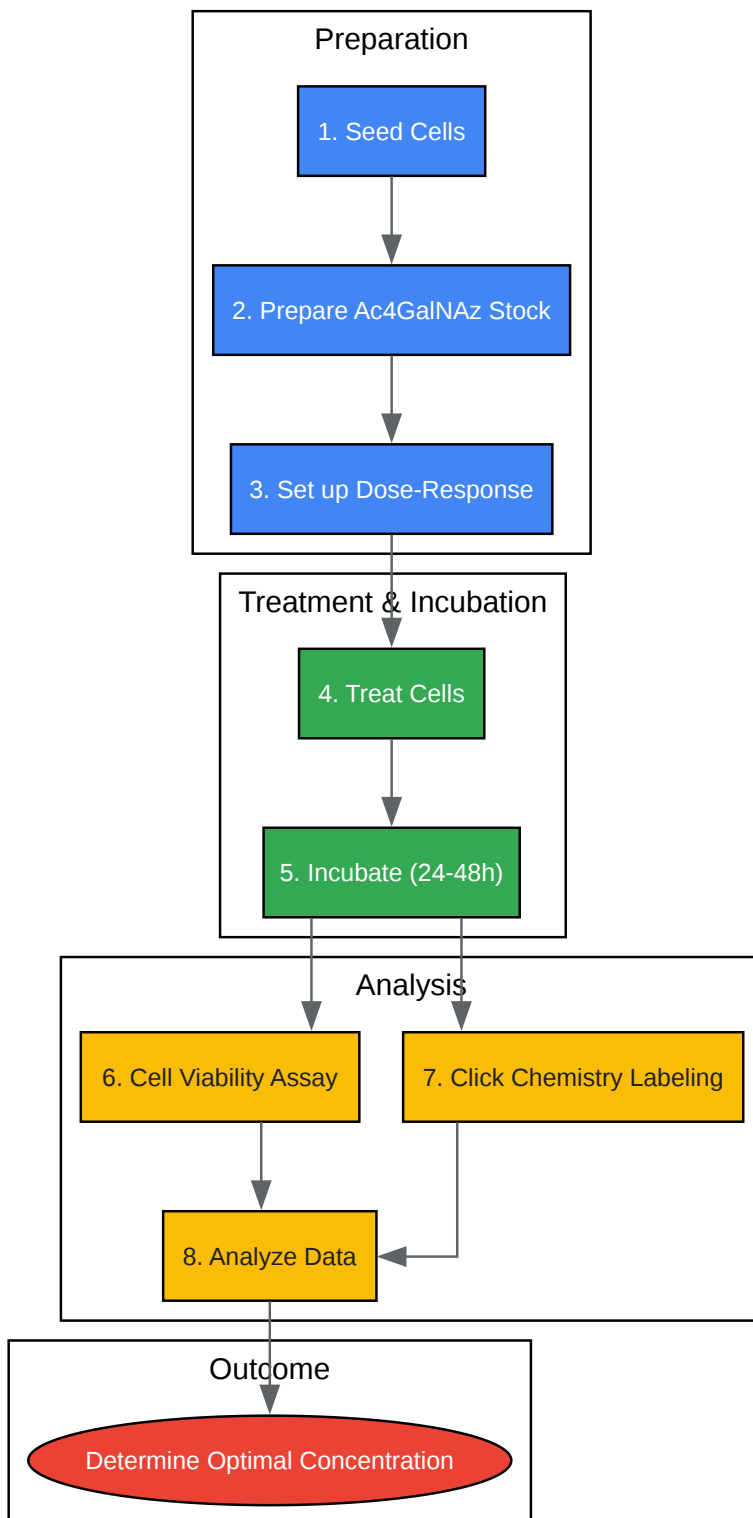 Preparation
1. Seed Cells
2. Prepare Ac4GalNAz Stock
3. Set up Dose-Response
Treatment & Incubation
4. Treat Cells
5. Incubate (24-48h)
Analysis
6. Cell Viability Assay
7. Click Chemistry Labeling
8. Analyze Data
Outcome
Determine Optimal Concentration